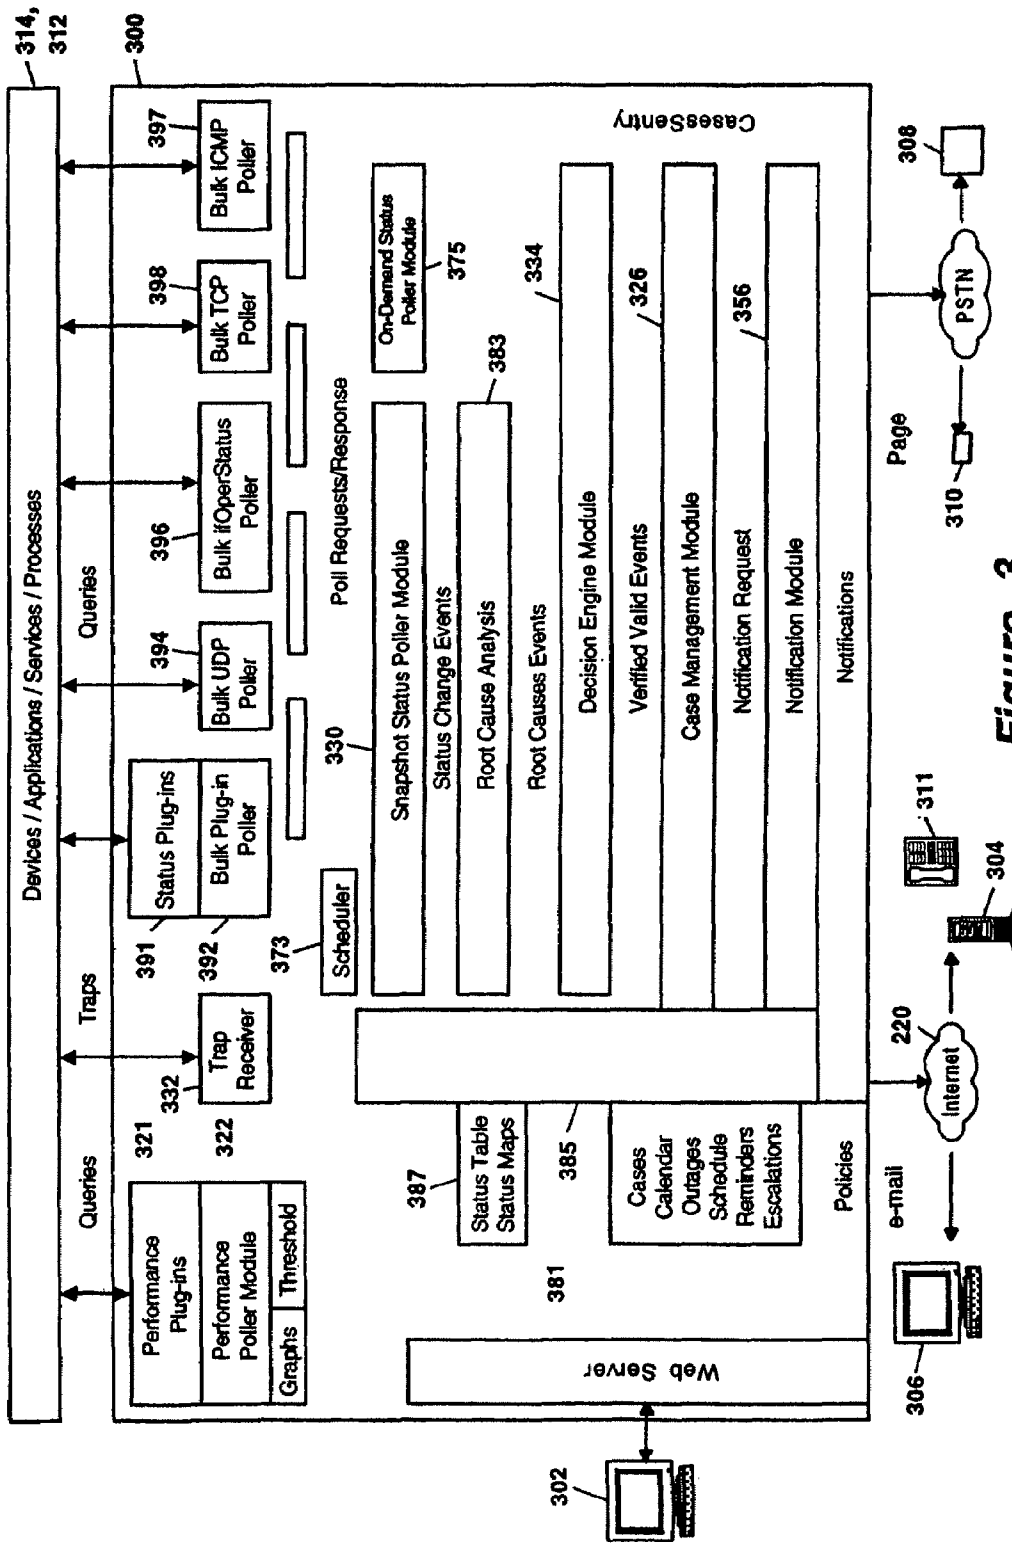 314,
312
Devices / Applications / Services / Processes
Queries
Traps
Queries
300
Performance
Plug-ins
Performance
Poller Module
Graphs
Threshold
321
322
332
Trap
Receiver
391
Status Plug-ins
392
Bulk Plug-in
Poller
394
Bulk UDP
Poller
396
Bulk ifOperStatus
Poller
398
Bulk TCP
Poller
397
Bulk ICMP
Poller
373
Scheduler
Poll Requests/Response
330
Snapshot Status Poller Module
On-Demand Status
Poller Module
375
Status Change Events
387
Status Table
Status Maps
Root Cause Analysis
383
Root Causes Events
385
334
Decision Engine Module
381
Cases
Calendar
Outages
Schedule
Reminders
Escalations
Verified Valid Events
326
Case Management Module
Notification Request
356
Notification Module
Policies
Notifications
Web Server
CasesSentry
302
e-mail
Page
306
Internet
220
304
311
310
PSTN
308